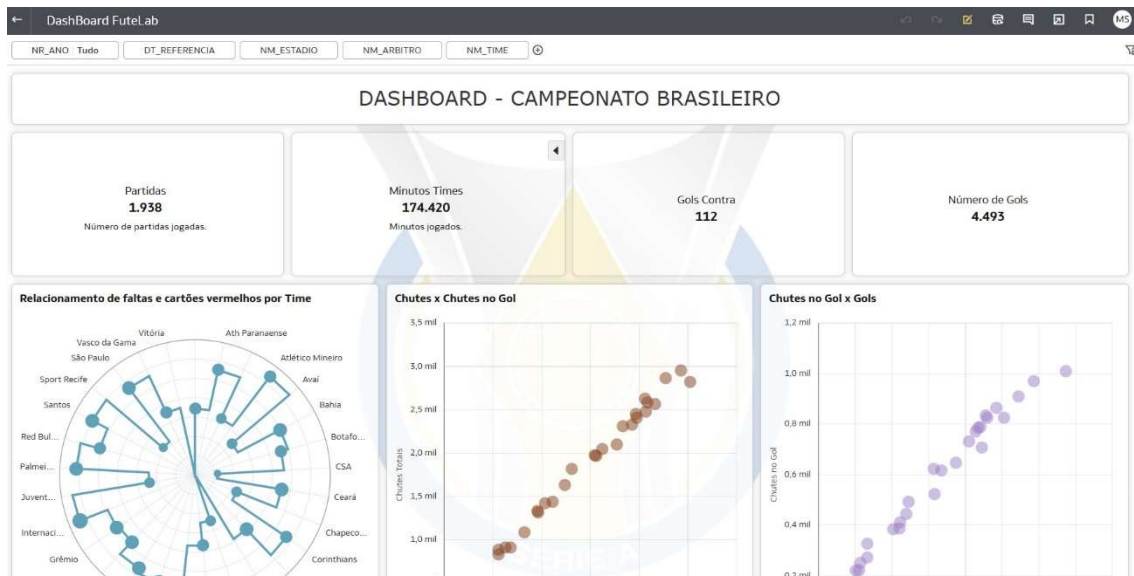 DashBoard FuteLab
MS
NR_ANO Tudo
DT_REFERENCIA
NM_ESTADIO
NM_ARBITRO
NM_TIME
DASHBOARD - CAMPEONATO BRASILEIRO
Partidas
1.938
Número de partidas jogadas.
Minutos Times
174.420
Minutos jogados.
Gols Contra
112
Número de Gols
4.493
Relacionamento de faltas e cartões vermelhos por Time
Vitória
Ath Paranaense
Vasco da Gama
Atlético Mineiro
São Paulo
Avaí
Sport Recife
Bahia
Santos
Botafo...
Red Bul...
CSA
Palmei...
Ceará
Juvent...
Chapeco...
Internaci...
Corinthians
Grêmio
Chutes x Chutes no Gol
3,5 mil
3,0 mil
2,5 mil
2,0 mil
1,5 mil
1,0 mil
Chutes Totais
SÉRIE A
Chutes no Gol x Gols
1,2 mil
1,0 mil
0,8 mil
0,6 mil
0,4 mil
0,2 mil
Chutes no Gol